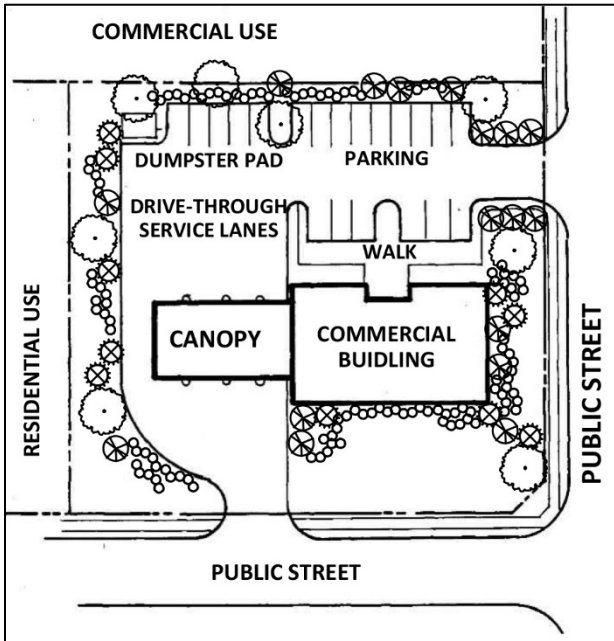 COMMERCIAL USE
DUMPSTER PAD
PARKING
DRIVE-THROUGH
SERVICE LANES
WALK
CANOPY
COMMERCIAL
BUIDLING
RESIDENTIAL USE
PUBLIC STREET
PUBLIC STREET